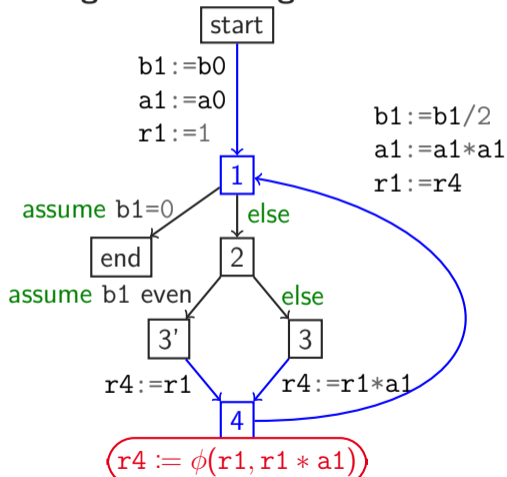 start
b1:=b0
a1:=a0
r1:=1
b1:=b1/2
a1:=a1*a1
r1:=r4
1
assume b1=0
else
end
2
assume b1 even
else
3'
3
r4:=r1
r4:=r1*a1
4
(r4 := ϕ(r1, r1 * a1))